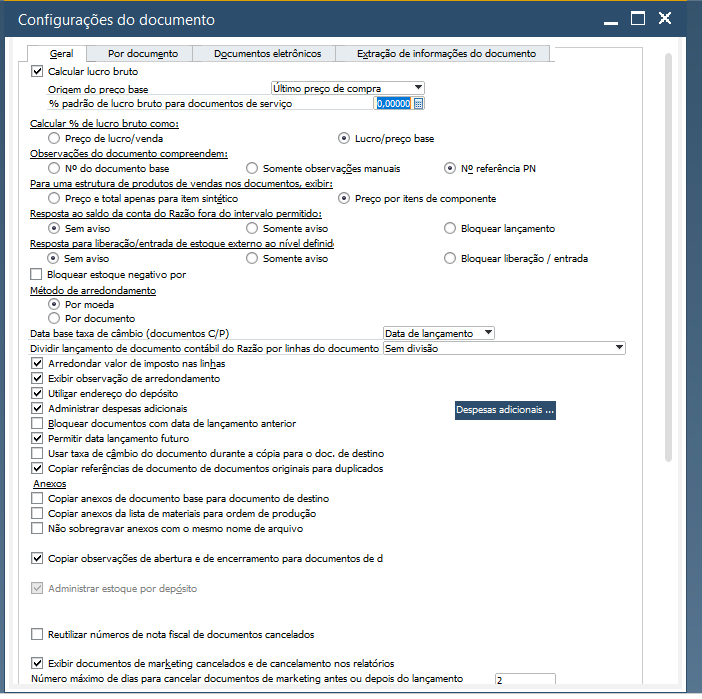 Configurações do documento
Geral Por documento Documentos eletrônicos Extração de informações do documento
Calcular lucro bruto
Origem do preço base Último preço de compra
% padrão de lucro bruto para documentos de serviço 0,00000
Calcular % de lucro bruto como:
Preço de lucro/venda Lucro/preço base
Observações do documento compreendem:
Nº do documento base Somente observações manuais Nº referência PN
Para uma estrutura de produtos de vendas nos documentos, exibir:
Preço e total apenas para item sintético Preço por itens de componente
Resposta ao saldo da conta do Razão fora do intervalo permitido:
Sem aviso Somente aviso Bloquear lançamento
Resposta para liberação/entrada de estoque externo ao nível definido
Sem aviso Somente aviso Bloquear liberação / entrada
Bloquear estoque negativo por
Método de arredondamento
Por moeda
Por documento
Data base taxa de câmbio (documentos C/P) Data de lançamento
Dividir lançamento de documento contábil do Razão por linhas do documento Sem divisão
Arredondar valor de imposto nas linhas
Exibir observação de arredondamento
Utilizar endereço do depósito
Administrar despesas adicionais Despesas adicionais ...
Bloquear documentos com data de lançamento anterior
Permitir data lançamento futuro
Usar taxa de câmbio do documento durante a cópia para o doc. de destino
Copiar referências de documento de documentos originais para duplicados
Anexos
Copiar anexos de documento base para documento de destino
Copiar anexos da lista de materiais para ordem de produção
Não sobregravar anexos com o mesmo nome de arquivo
Copiar observações de abertura e de encerramento para documentos de d
Administrar estoque por depósito
Reutilizar números de nota fiscal de documentos cancelados
Exibir documentos de marketing cancelados e de cancelamento nos relatórios
Número máximo de dias para cancelar documentos de marketing antes ou depois do lançamento 2